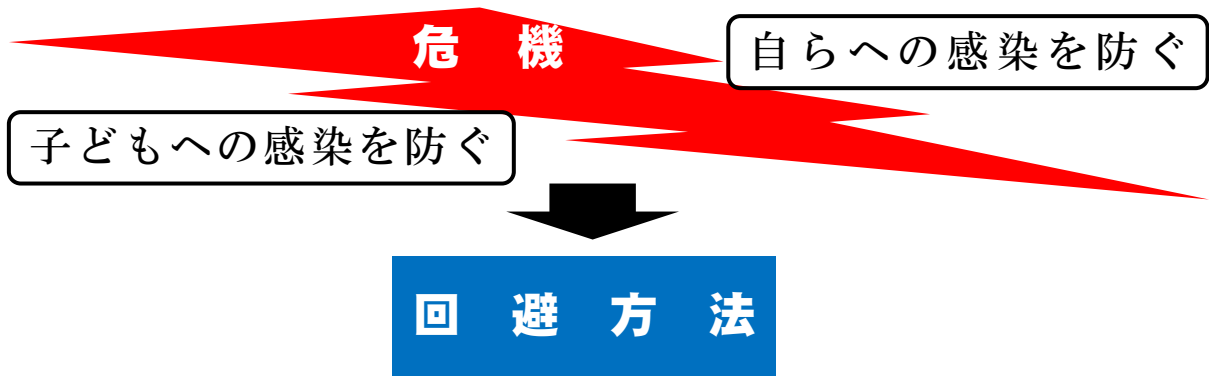 危 機
自らへの感染を防ぐ
子どもへの感染を防ぐ
回 避 方 法